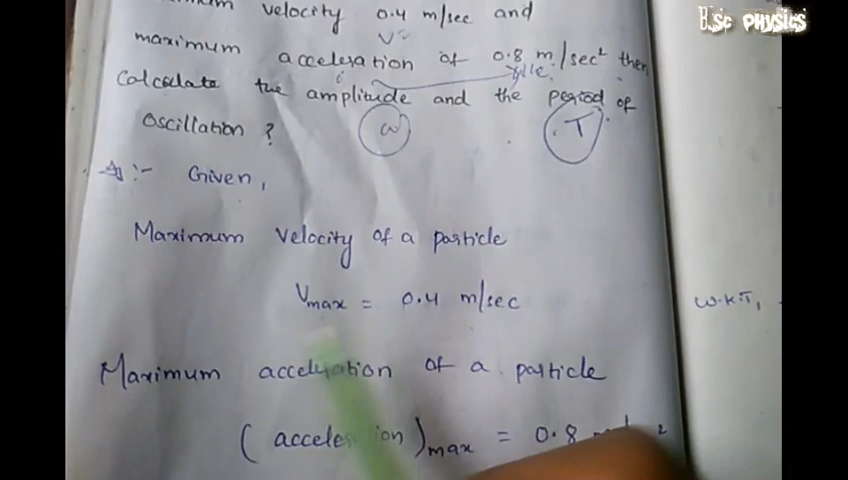 velocity 0.4 m/sec and
maximum acceleration of 0.8 m/sec² then
Calculate the amplitude and the period of
Oscillation ?
a T
Given,
Maximum velocity of a particle
Vmax = 0.4 m/sec
Maximum acceleration of a particle
(acceleration)max = 0.8
W.K.T,
B.Sc PHYSICS